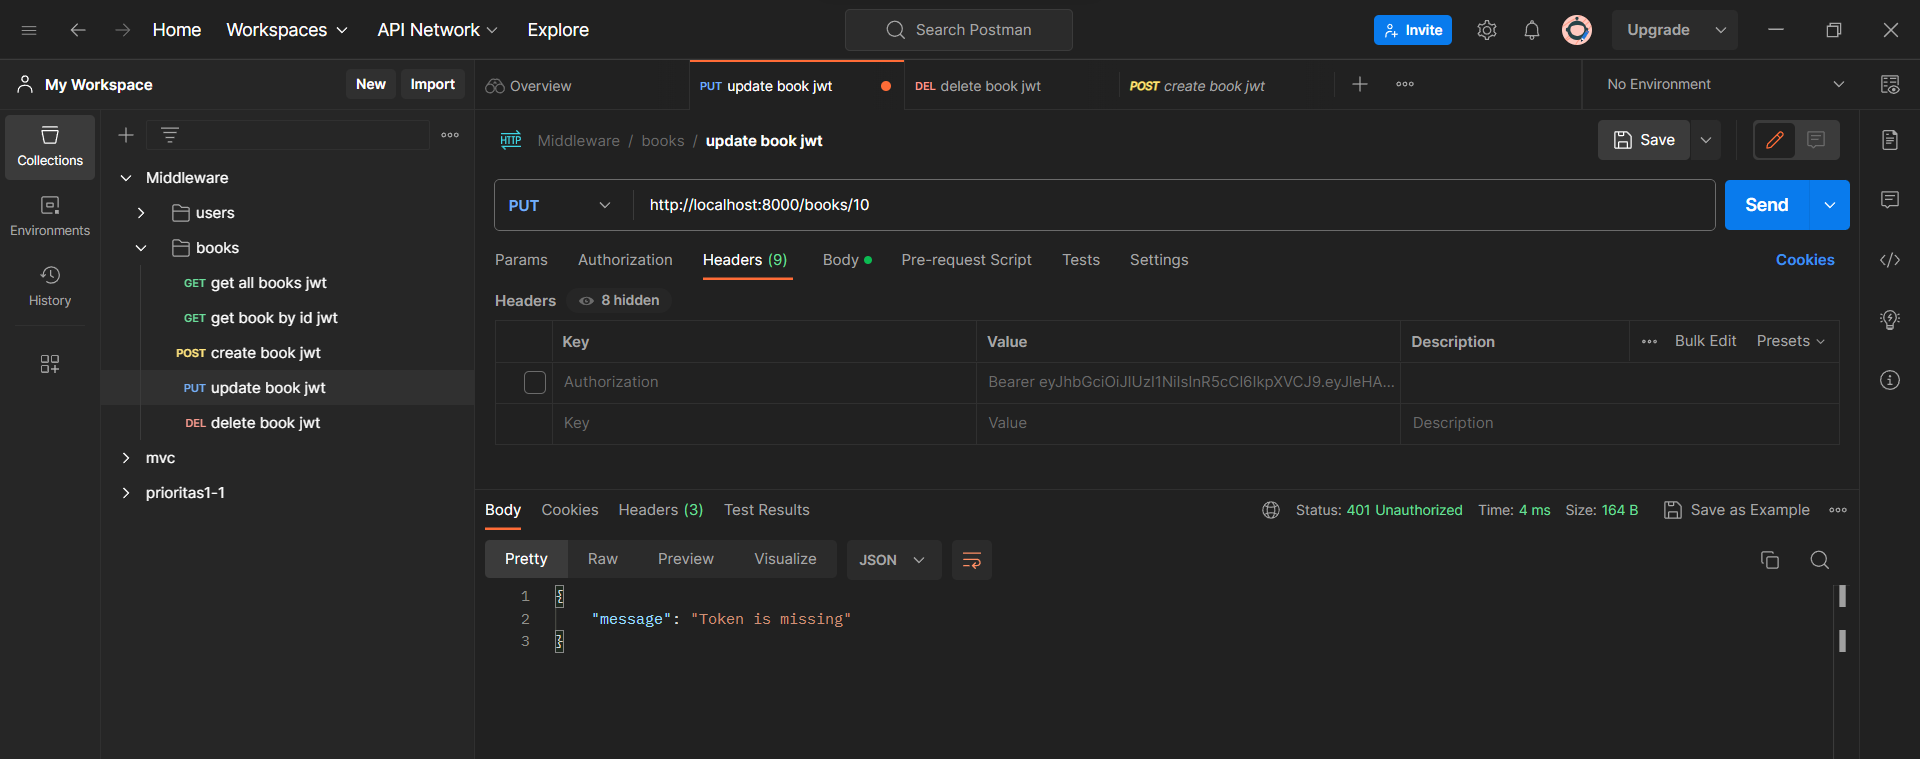 Home Workspaces API Network Explore Search Postman Invite Upgrade
My Workspace New Import Overview PUT update book jwt DEL delete book jwt POST create book jwt No Environment
Collections
Environments
History
Middleware
users
books
GET get all books jwt
GET get book by id jwt
POST create book jwt
PUT update book jwt
DEL delete book jwt
mvc
prioritas1-1
HTTP Middleware / books / update book jwt Save
PUT http://localhost:8000/books/10 Send
Params Authorization Headers (9) Body Pre-request Script Tests Settings Cookies
Headers 8 hidden
Key Value Description Bulk Edit Presets
Authorization Bearer eyJhbGciOiJIUzI1NiIsInR5cCI6IkpXVCJ9.eyJleHA...
Key Value Description
Body Cookies Headers (3) Test Results Status: 401 Unauthorized Time: 4 ms Size: 164 B Save as Example
Pretty Raw Preview Visualize JSON
1 {
2 "message": "Token is missing"
3 }